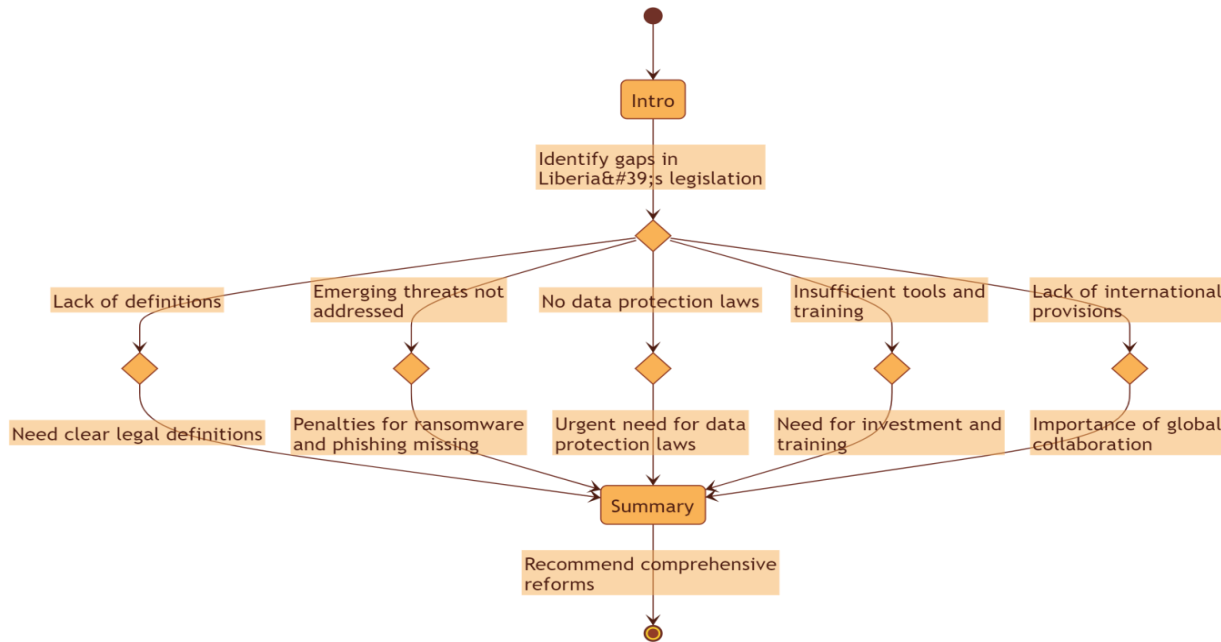 Intro
Identify gaps in
Liberia&#39;s legislation
Lack of definitions
Emerging threats not
addressed
No data protection laws
Insufficient tools and
training
Lack of international
provisions
Need clear legal definitions
Penalties for ransomware
and phishing missing
Urgent need for data
protection laws
Need for investment and
training
Importance of global
collaboration
Summary
Recommend comprehensive
reforms